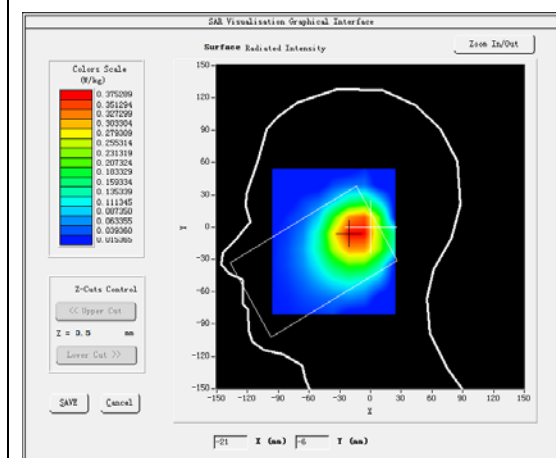 SAR Visualisation Graphical Interface
Surface Radiated Intensity
Zoom In/Out
Colors Scale
(W/kg)
0.375289
0.351294
0.327299
0.303304
0.279309
0.255314
0.231319
0.207324
0.183329
0.159334
0.135339
0.111345
0.087350
0.063355
0.039360
0.015365
Z-Cuts Control
<< Upper Cut
Z = 3.5 mm
Lower Cut >>
SAVE
Cancel
150
120
90
60
30
0
-30
-60
-90
-120
-150
Y
-150 -120 -90 -60 -30 0 30 60 90 120 150
X
-21 X (mm) -6 Y (mm)